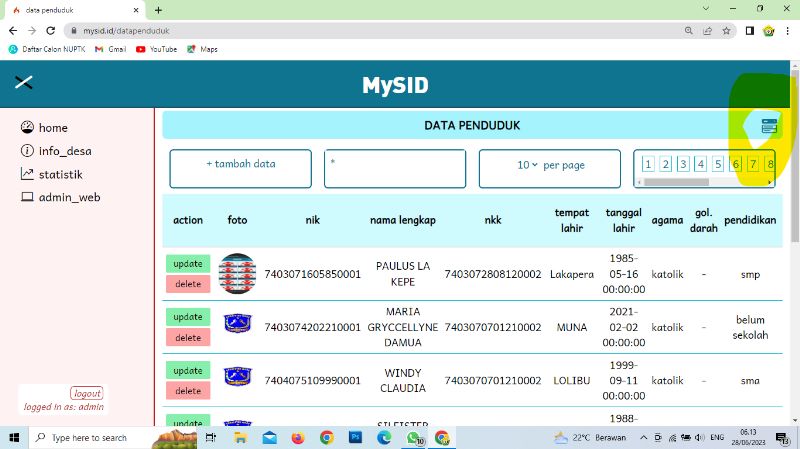 data penduduk
mysid.id/datapenduduk
Daftar Calon NUPTK Gmail YouTube Maps
MySID
home
info_desa
statistik
admin_web
logout
logged in as: admin
DATA PENDUDUK
+ tambah data * 10 per page 1 2 3 4 5 6 7 8
action foto nik nama lengkap nkk tempat lahir tanggal lahir agama gol. darah pendidikan
update delete 7403071605850001 PAULUS LA KEPE 7403072808120002 Lakapera 1985-05-16 00:00:00 katolik - smp
update delete 7403074202210001 MARIA GRYCCELLYNE DAMUA 7403070701210002 MUNA 2021-02-02 00:00:00 katolik - belum sekolah
update delete 7404075109990001 WINDY CLAUDIA 7403070701210002 LOLIBU 1999-09-11 00:00:00 katolik - sma
update 1988-
Type here to search
10
22°C Berawan
ENG
06.13
28/06/2023
13